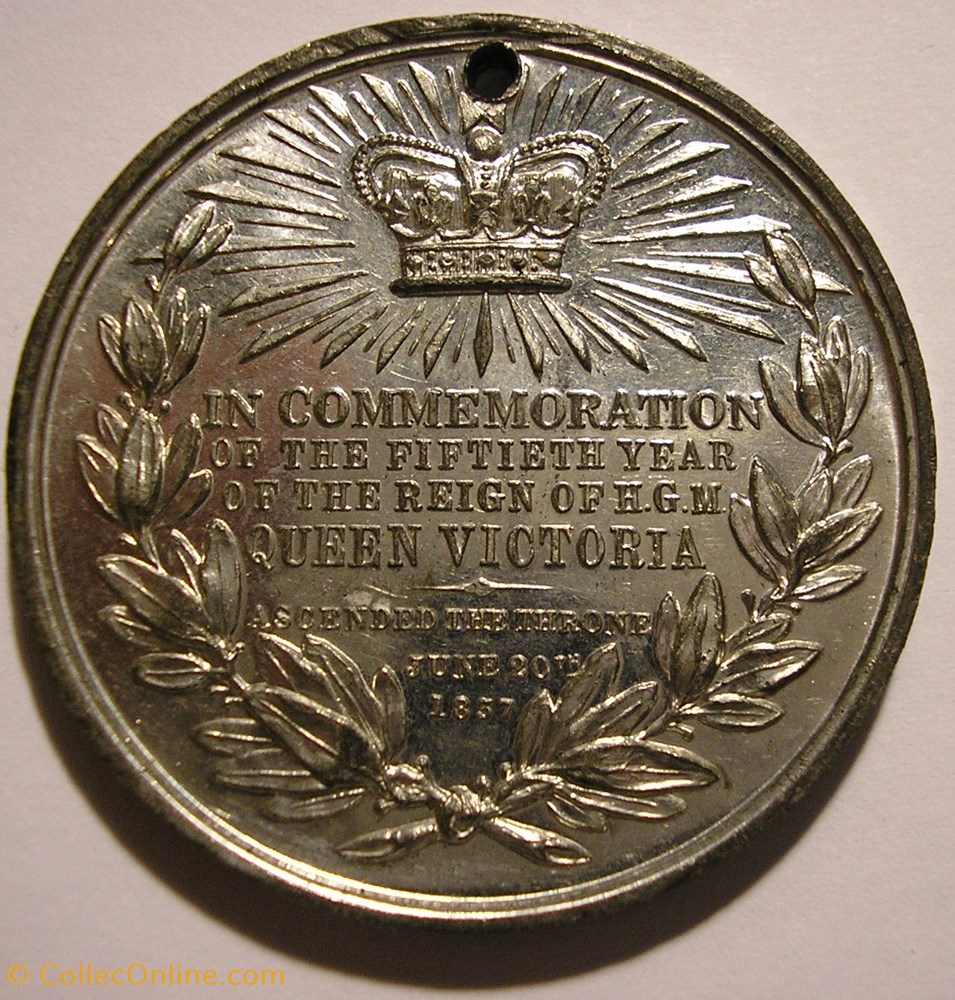 IN COMMEMORATION
OF THE FIFTIETH YEAR
OF THE REIGN OF H.G.M.
QUEEN VICTORIA
ASCENDED THE THRONE
JUNE 20TH
1837
© CollecOnline.com